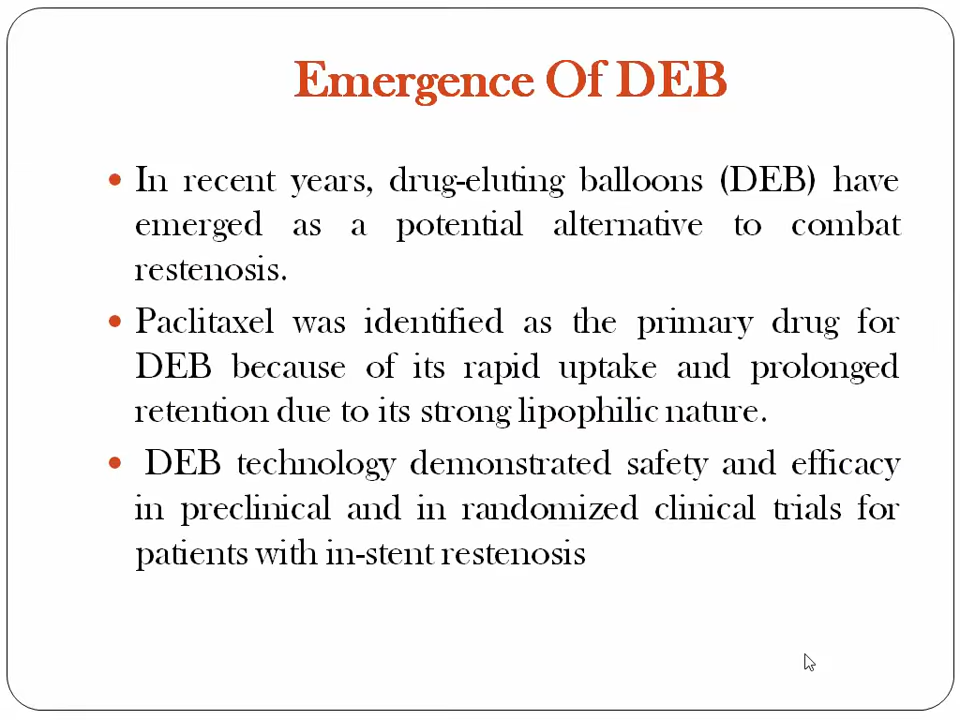 Emergence Of DEB
• In recent years, drug-eluting balloons (DEB) have
emerged as a potential alternative to combat
restenosis.
• Paclitaxel was identified as the primary drug for
DEB because of its rapid uptake and prolonged
retention due to its strong lipophilic nature.
• DEB technology demonstrated safety and efficacy
in preclinical and in randomized clinical trials for
patients with in-stent restenosis